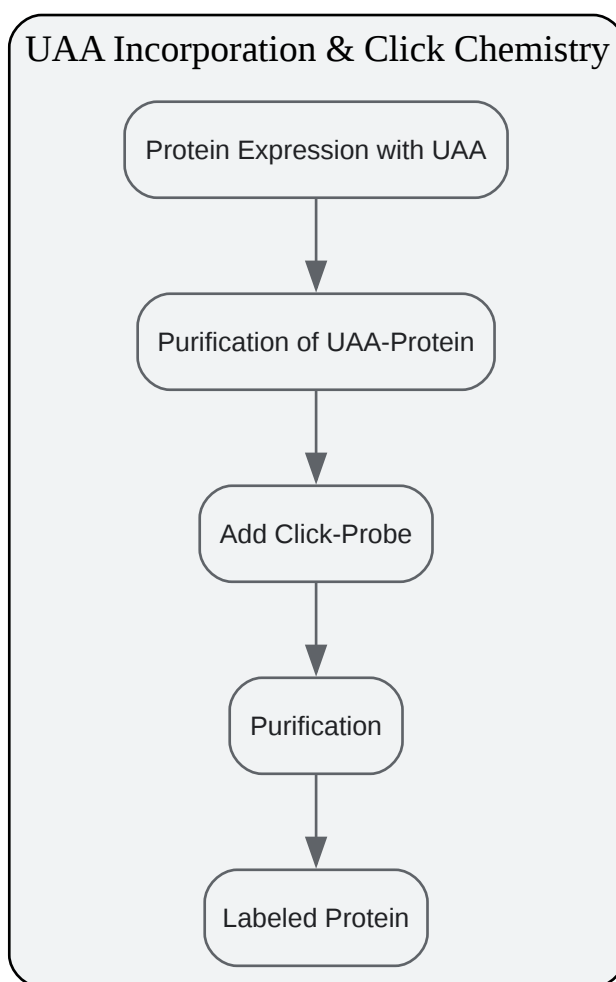 UAA Incorporation & Click Chemistry
Protein Expression with UAA
Purification of UAA-Protein
Add Click-Probe
Purification
Labeled Protein